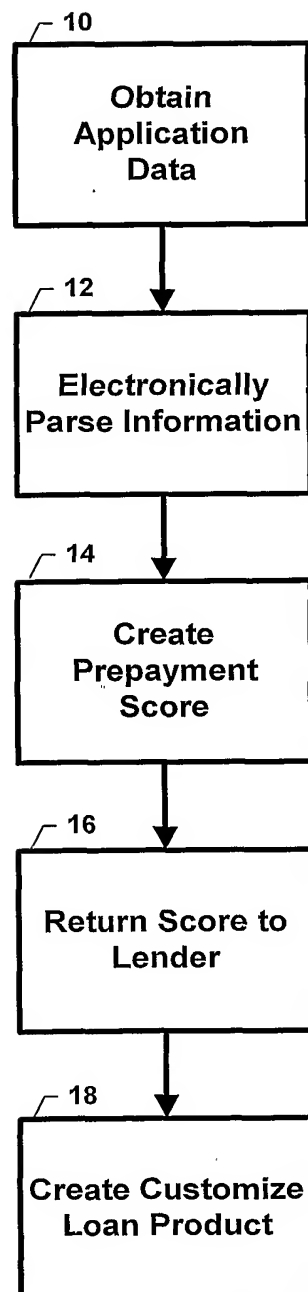 10
Obtain
Application
Data
12
Electronically
Parse Information
14
Create
Prepayment
Score
16
Return Score to
Lender
18
Create Customize
Loan Product